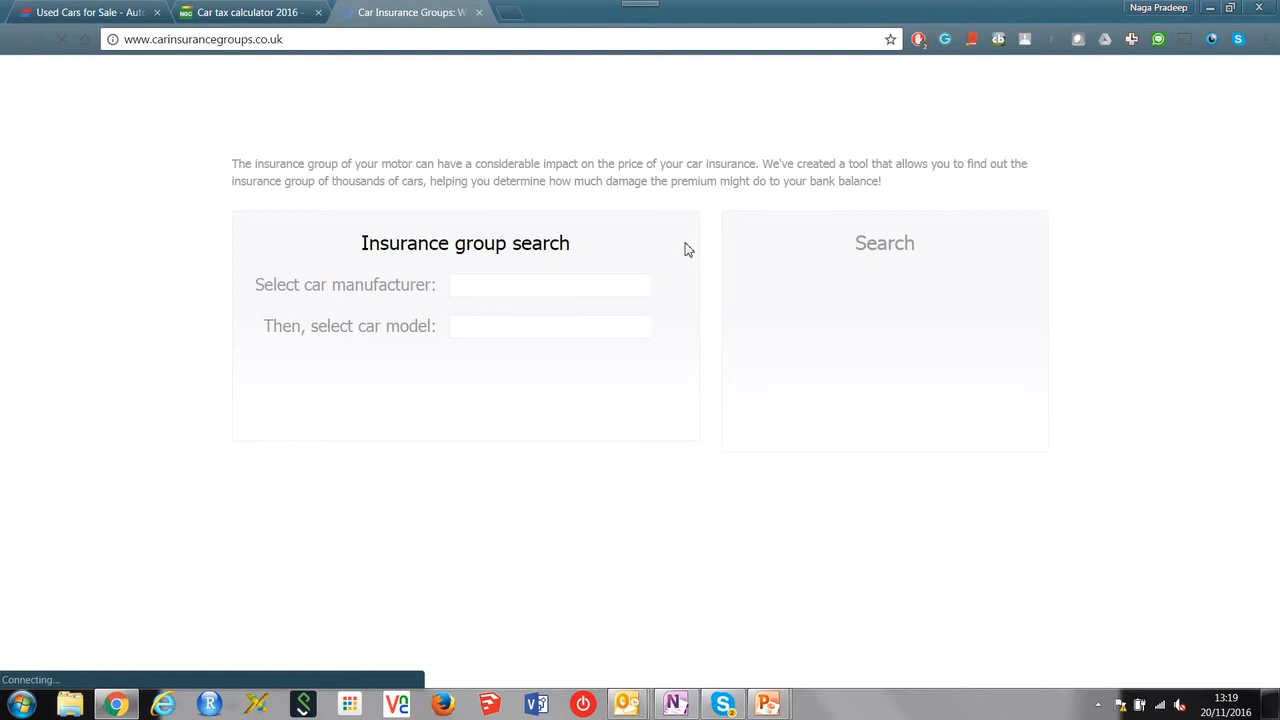 Used Cars for Sale - Auto
Car tax calculator 2016 -
Car Insurance Groups: W
Naga Pradeep
www.carinsurancegroups.co.uk
The insurance group of your motor can have a considerable impact on the price of your car insurance. We've created a tool that allows you to find out the
insurance group of thousands of cars, helping you determine how much damage the premium might do to your bank balance!
Insurance group search
Search
Select car manufacturer:
Then, select car model:
Connecting...
13:19
20/11/2016